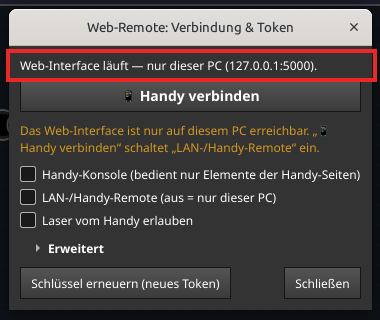 Web-Remote: Verbindung & Token
Web-Interface läuft — nur dieser PC (127.0.0.1:5000).
📱 Handy verbinden
Das Web-Interface ist nur auf diesem PC erreichbar. „📱
Handy verbinden“ schaltet „LAN-/Handy-Remote“ ein.
Handy-Konsole (bedient nur Elemente der Handy-Seiten)
LAN-/Handy-Remote (aus = nur dieser PC)
Laser vom Handy erlauben
Erweitert
Schlüssel erneuern (neues Token)
Schließen